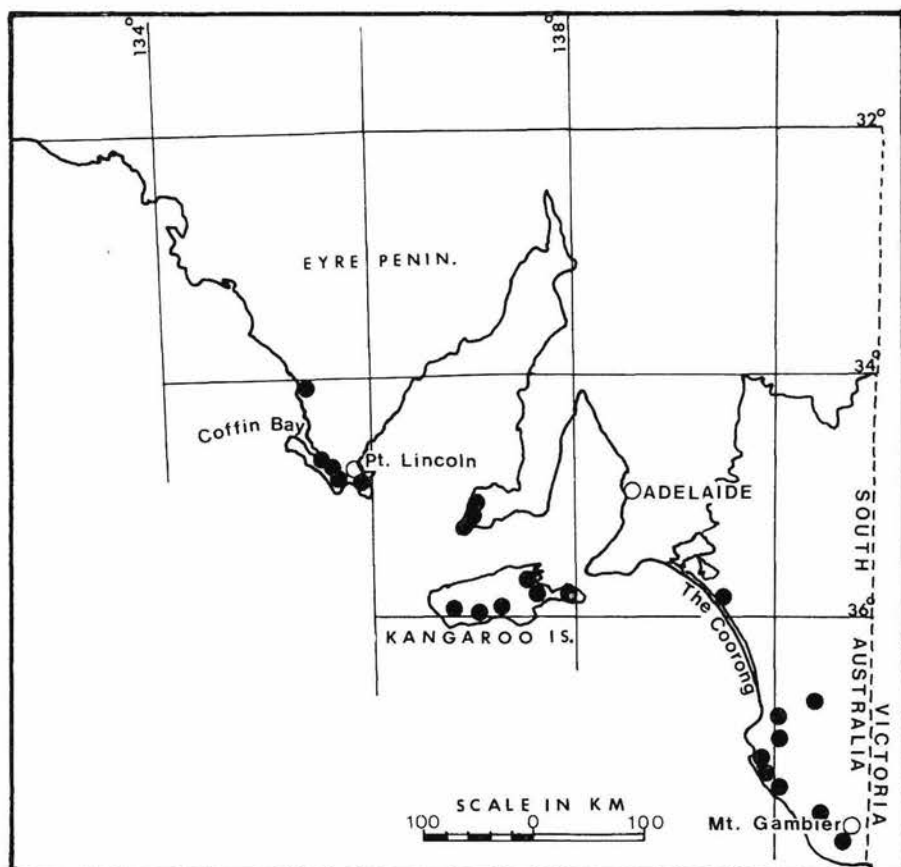 134°
138°
32°
EYRE PENIN.
34°
Coffin Bay
Pt. Lincoln
ADELAIDE
SOUTH AUSTRALIA
VICTORIA
The Coorong
36°
KANGAROO IS.
SCALE IN KM
100 0 100
Mt. Gambier